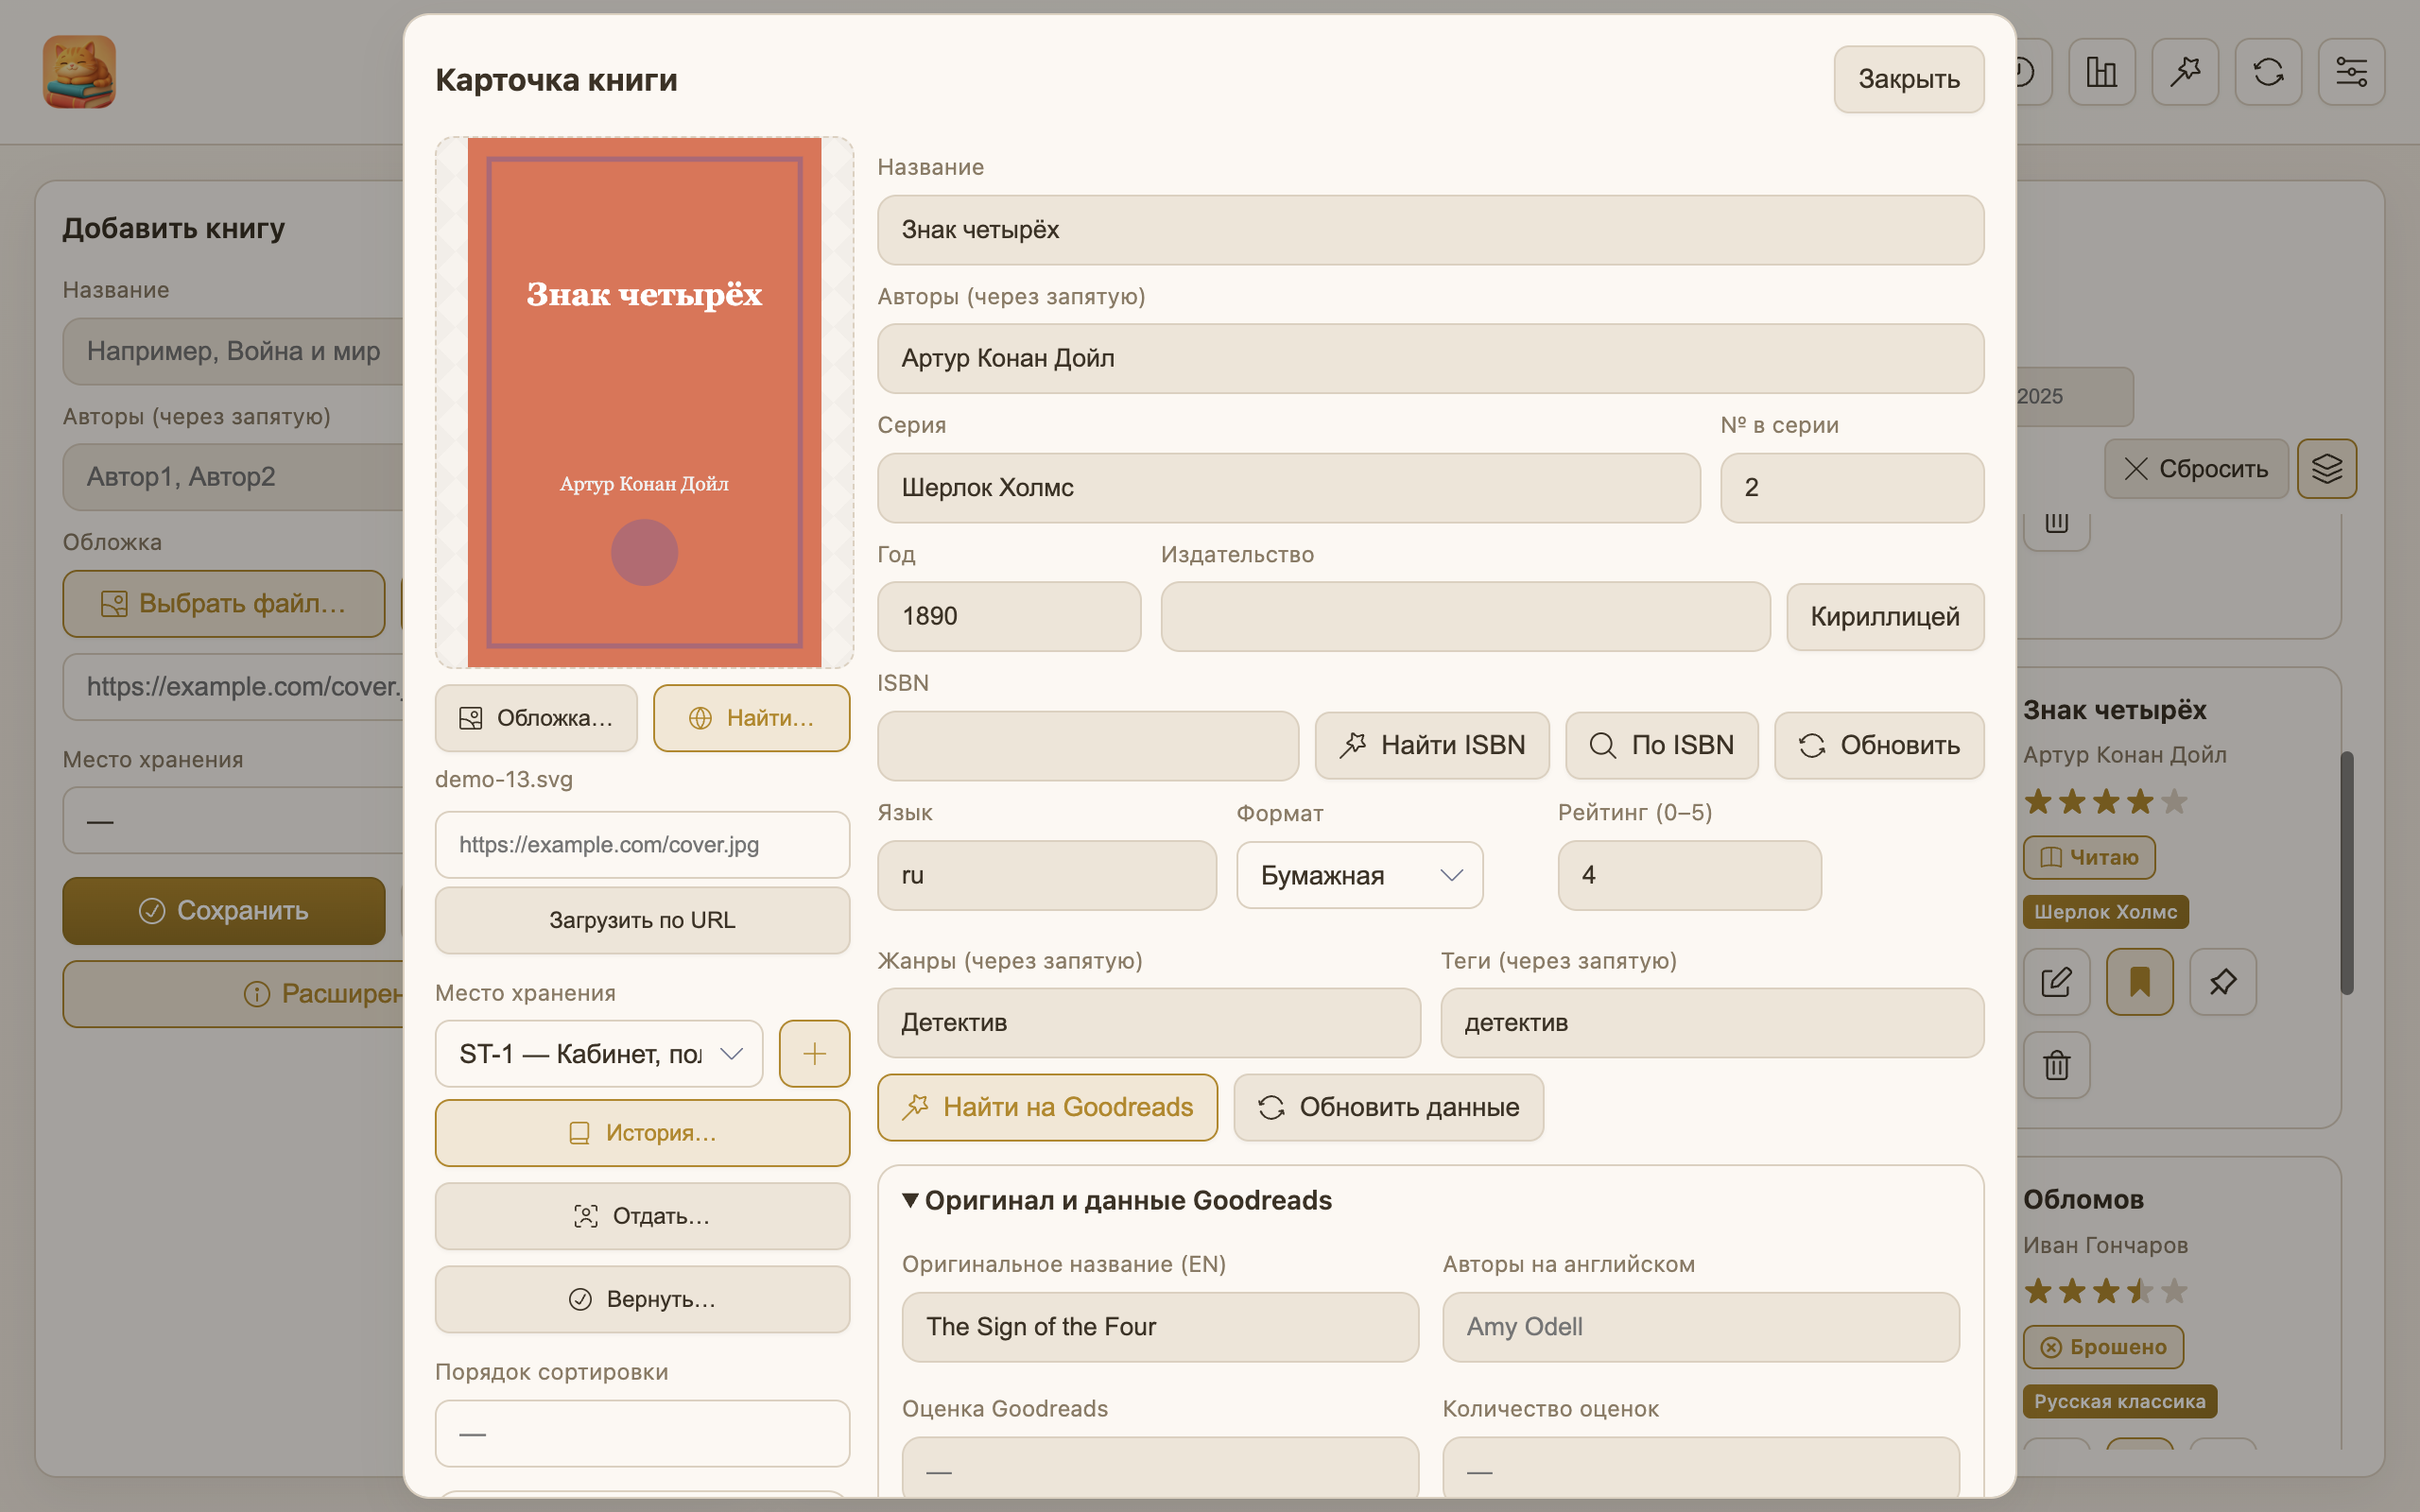 Карточка книги
Закрыть
Знак четырёх
Артур Конан Дойл
Обложка…
Найти…
demo-13.svg
https://example.com/cover.jpg
Загрузить по URL
Место хранения
ST-1 — Кабинет,
+
История…
Отдать…
Вернуть…
Порядок сортировки
—
Название
Знак четырёх
Авторы (через запятую)
Артур Конан Дойл
Серия
№ в серии
Шерлок Холмс
2
Год
Издательство
1890
Кириллицей
ISBN
Найти ISBN
По ISBN
Обновить
Язык
Формат
Рейтинг (0–5)
ru
Бумажная
4
Жанры (через запятую)
Теги (через запятую)
Детектив
детектив
Найти на Goodreads
Обновить данные
Оригинал и данные Goodreads
Оригинальное название (EN)
Авторы на английском
The Sign of the Four
Amy Odell
Оценка Goodreads
Количество оценок
—
—
Добавить книгу
Название
Например, Война и мир
Авторы (через запятую)
Автор1, Автор2
Обложка
Выбрать файл…
https://example.com/cover.
Место хранения
—
Сохранить
2025
Сбросить
Знак четырёх
Артур Конан Дойл
Читаю
Шерлок Холмс
Обломов
Иван Гончаров
Брошено
Русская классика